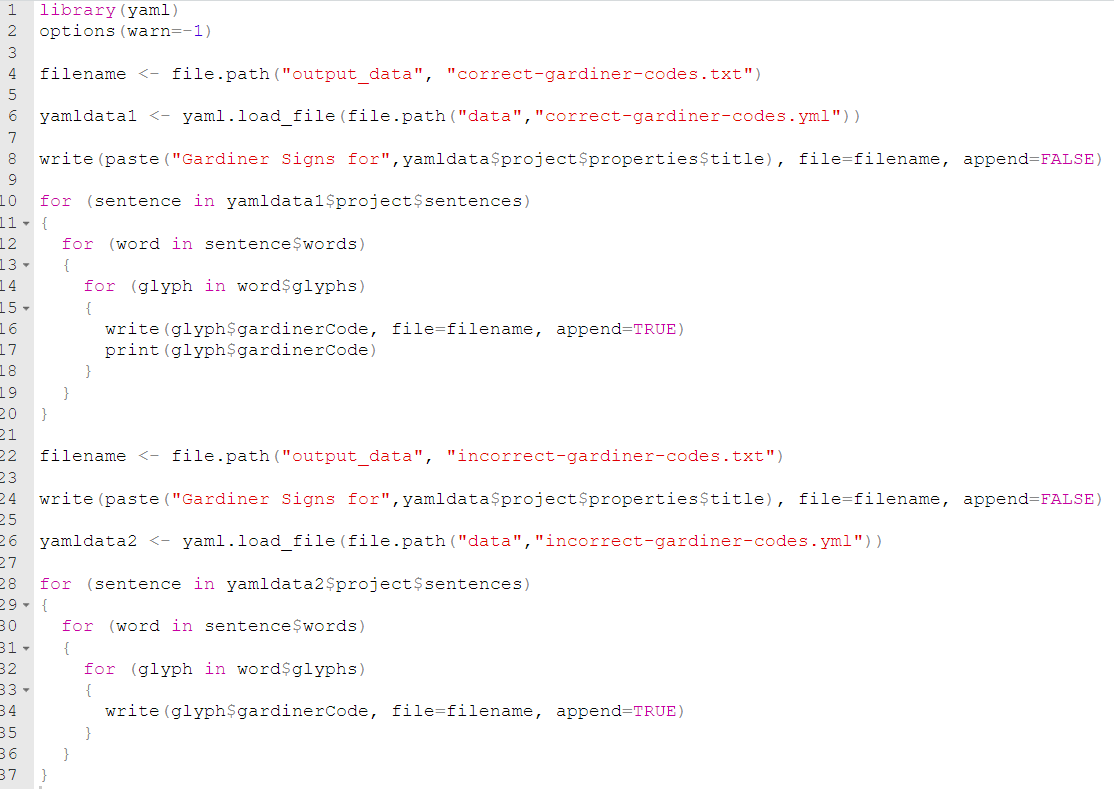 1 library(yaml)
2 options(warn=-1)
3
4 filename <- file.path("output_data", "correct-gardiner-codes.txt")
5
6 yamldata1 <- yaml.load_file(file.path("data","correct-gardiner-codes.yml"))
7
8 write(paste("Gardiner Signs for",yamldata$project$properties$title), file=filename, append=FALSE)
9
10 for (sentence in yamldata1$project$sentences)
11 {
12   for (word in sentence$words)
13   {
14     for (glyph in word$glyphs)
15     {
16       write(glyph$gardinerCode, file=filename, append=TRUE)
17       print(glyph$gardinerCode)
18     }
19   }
20 }
21
22 filename <- file.path("output_data", "incorrect-gardiner-codes.txt")
23
24 write(paste("Gardiner Signs for",yamldata$project$properties$title), file=filename, append=FALSE)
25
26 yamldata2 <- yaml.load_file(file.path("data","incorrect-gardiner-codes.yml"))
27
28 for (sentence in yamldata2$project$sentences)
29 {
30   for (word in sentence$words)
31   {
32     for (glyph in word$glyphs)
33     {
34       write(glyph$gardinerCode, file=filename, append=TRUE)
35     }
36   }
37 }